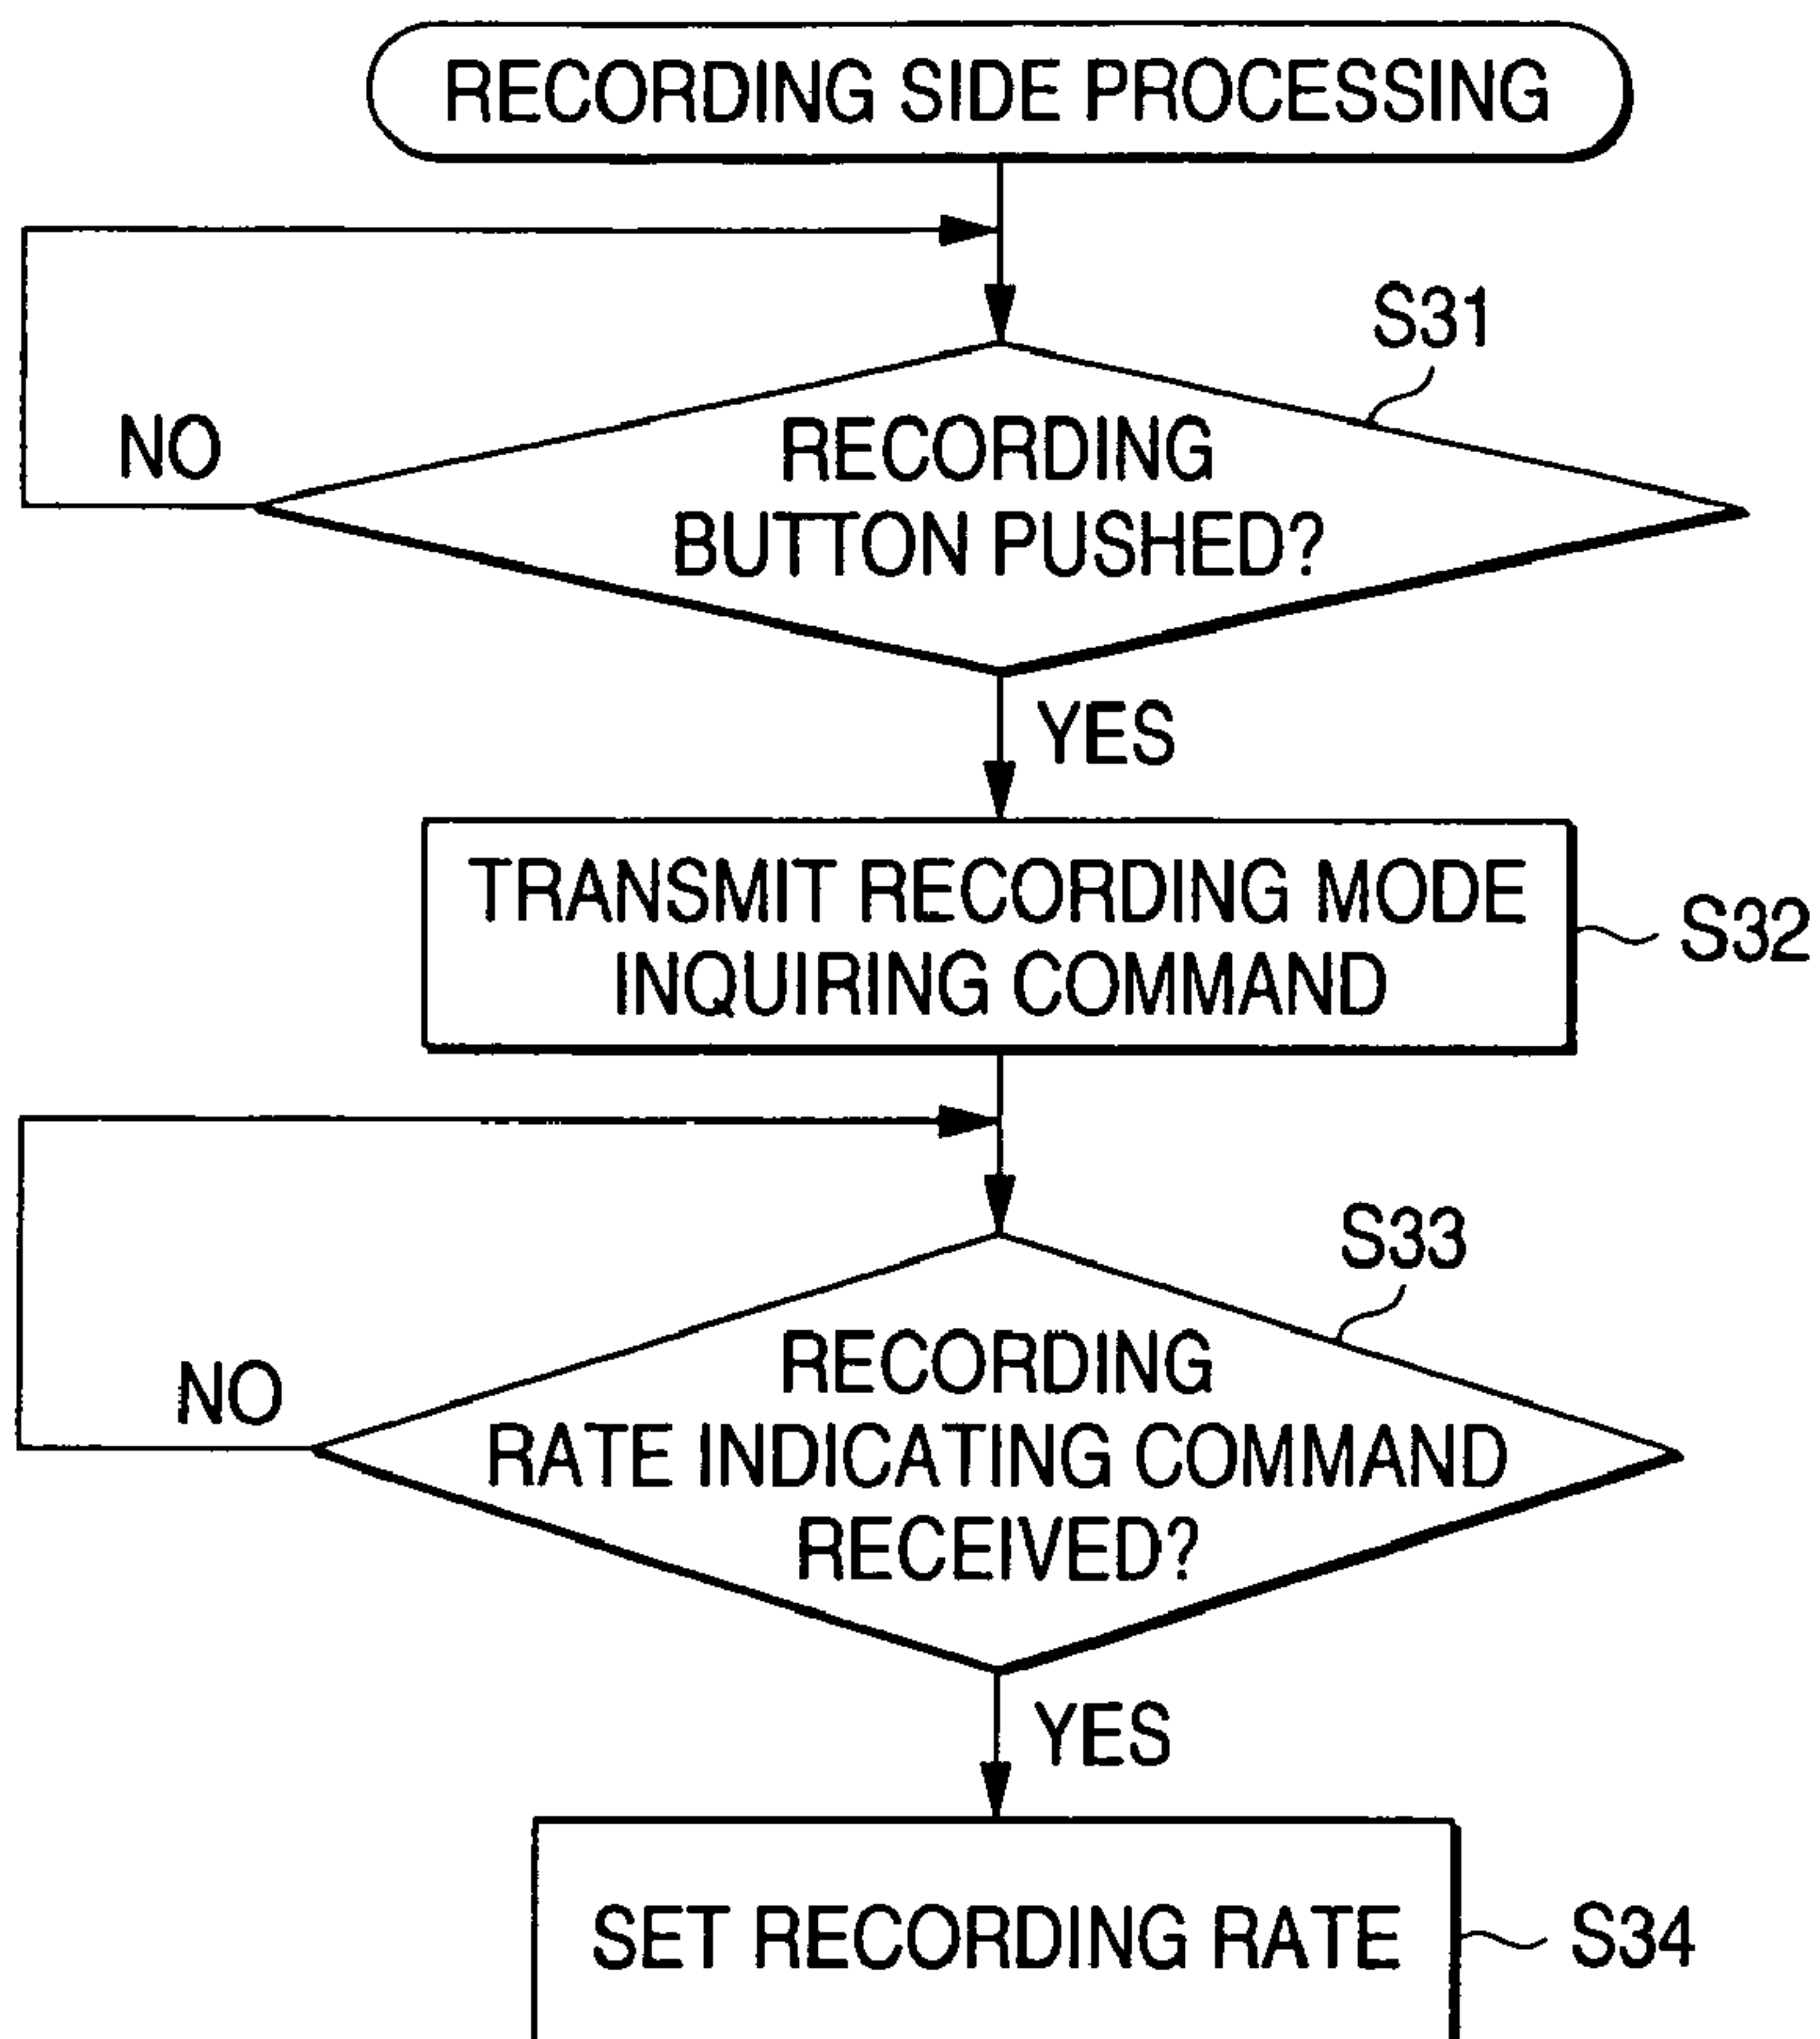 RECORDING SIDE PROCESSING
S31
NO
RECORDING
BUTTON PUSHED?
YES
TRANSMIT RECORDING MODE
INQUIRING COMMAND
S32
S33
NO
RECORDING
RATE INDICATING COMMAND
RECEIVED?
YES
SET RECORDING RATE
S34